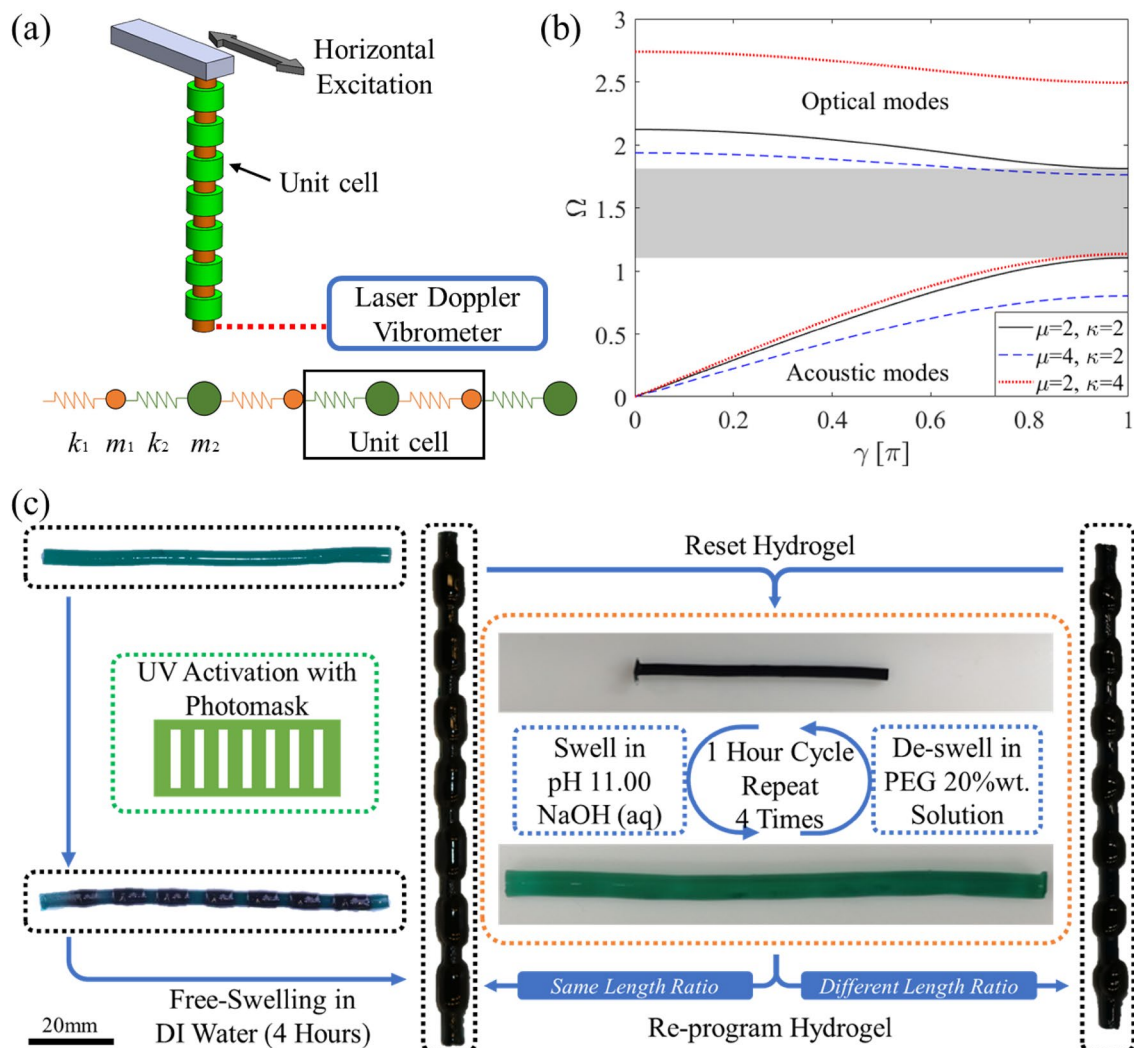 (a)
Horizontal
Excitation
Unit cell
Laser Doppler
Vibrometer
k1 m1 k2 m2
Unit cell
(b)
3
2.5
2
1.5
1
0.5
0
Ω
Optical modes
Acoustic modes
μ=2, κ=2
μ=4, κ=2
μ=2, κ=4
0 0.2 0.4 0.6 0.8 1
γ [π]
(c)
UV Activation with
Photomask
Free-Swelling in
DI Water (4 Hours)
20mm
Reset Hydrogel
Swell in
pH 11.00
NaOH (aq)
1 Hour Cycle
Repeat
4 Times
De-swell in
PEG 20%wt.
Solution
Same Length Ratio
Different Length Ratio
Re-program Hydrogel